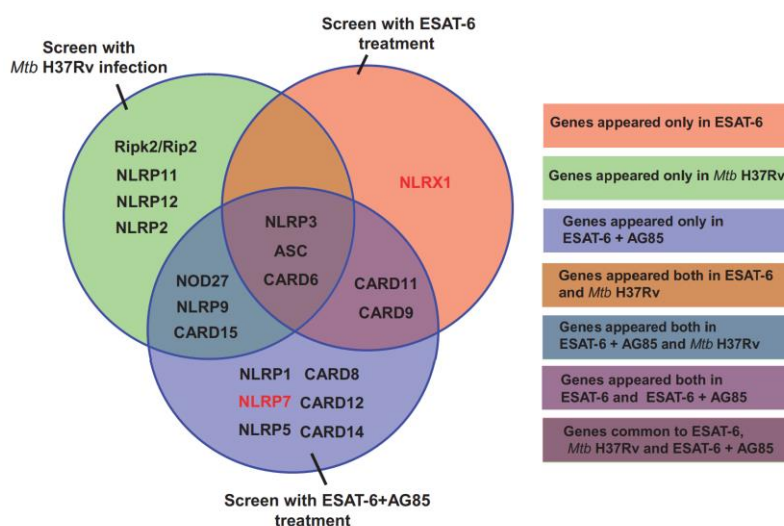 Screen with ESAT-6
treatment
Screen with
Mtb H37Rv infection
Ripk2/Rip2
NLRP11
NLRP12
NLRP2
NLRX1
NLRP3
ASC
CARD6
NOD27
NLRP9
CARD15
CARD11
CARD9
NLRP1 CARD8
NLRP7 CARD12
NLRP5 CARD14
Screen with ESAT-6+AG85
treatment
Genes appeared only in ESAT-6
Genes appeared only in Mtb H37Rv
Genes appeared only in
ESAT-6 + AG85
Genes appeared both in ESAT-6
and Mtb H37Rv
Genes appeared both in
ESAT-6 + AG85 and Mtb H37Rv
Genes appeared both in
ESAT-6 and ESAT-6 + AG85
Genes common to ESAT-6,
Mtb H37Rv and ESAT-6 + AG85